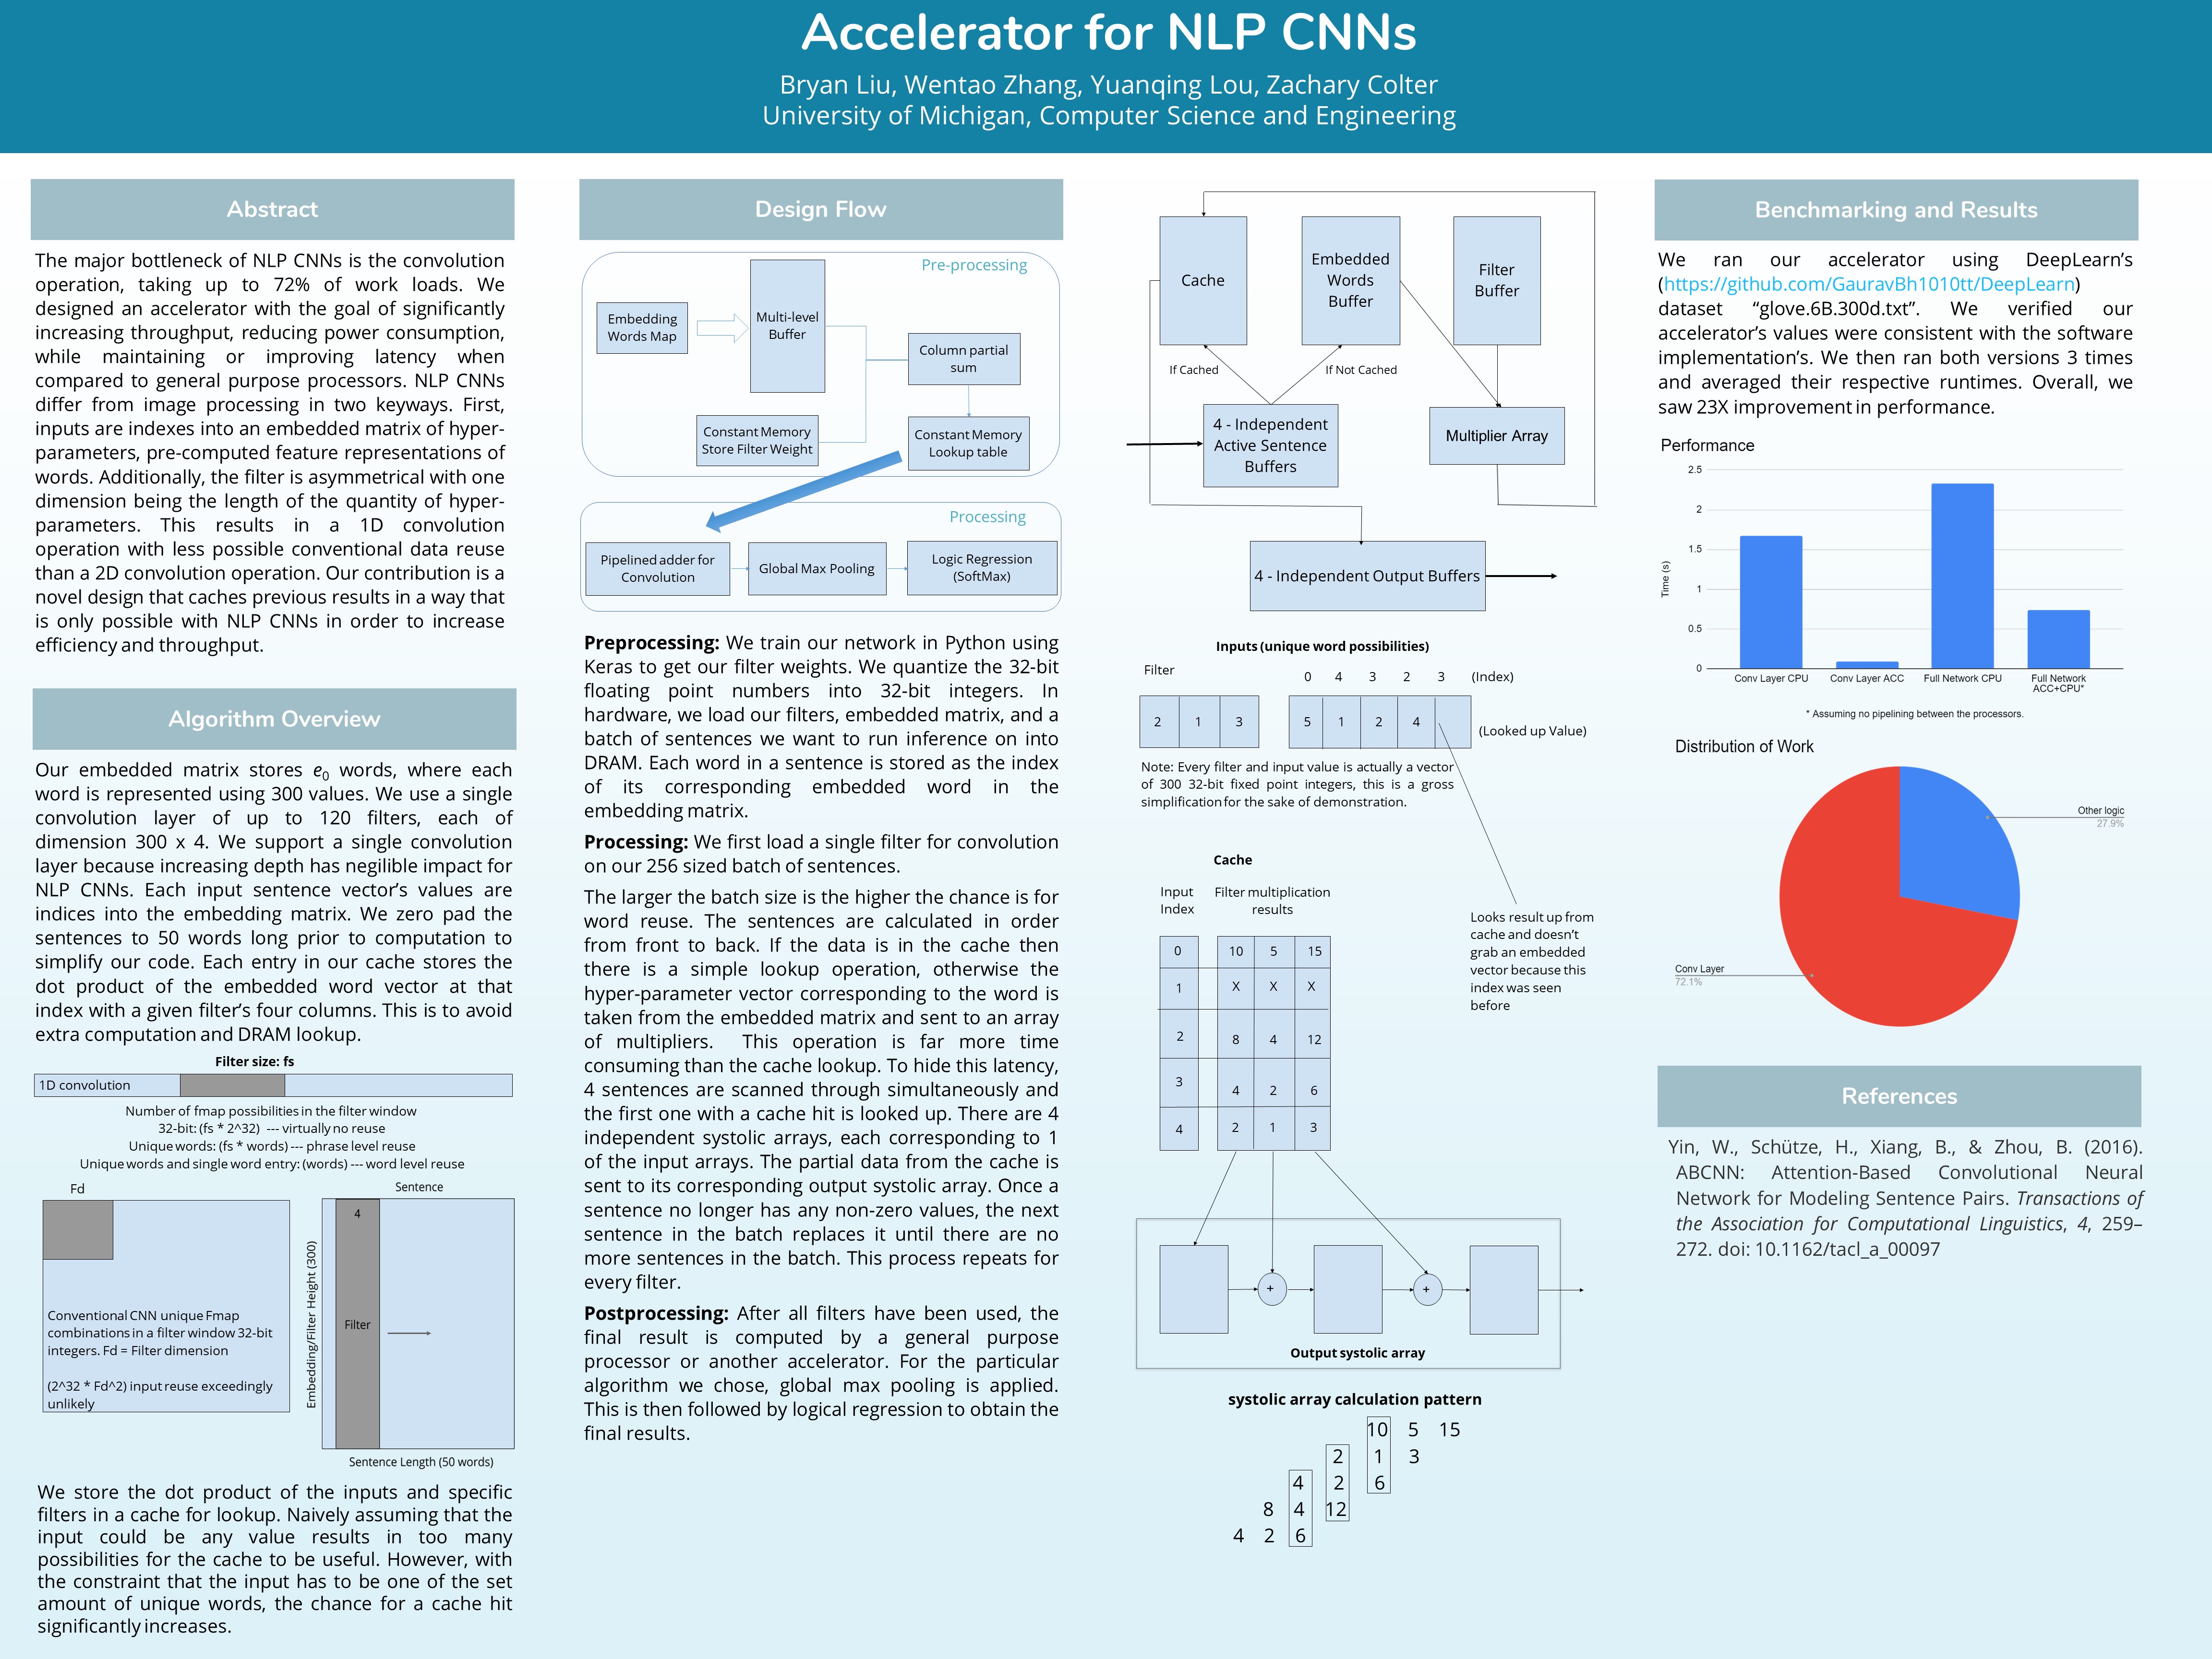 Accelerator for NLP CNNs
Bryan Liu, Wentao Zhang, Yuanqing Lou, Zachary Colter
University of Michigan, Computer Science and Engineering
Abstract
The major bottleneck of NLP CNNs is the convolution
operation, taking up to 72% of work loads. We
designed an accelerator with the goal of significantly
increasing throughput, reducing power consumption,
while maintaining or improving latency when
compared to general purpose processors. NLP CNNs
differ from image processing in two keyways. First,
inputs are indexes into an embedded matrix of hyper-
parameters, pre-computed feature representations of
words. Additionally, the filter is asymmetrical with one
dimension being the length of the quantity of hyper-
parameters. This results in a 1D convolution
operation with less possible conventional data reuse
than a 2D convolution operation. Our contribution is a
novel design that caches previous results in a way that
is only possible with NLP CNNs in order to increase
efficiency and throughput.
Algorithm Overview
Our embedded matrix stores e0 words, where each
word is represented using 300 values. We use a single
convolution layer of up to 120 filters, each of
dimension 300 x 4. We support a single convolution
layer because increasing depth has neglilible impact for
NLP CNNs. Each input sentence vector's values are
indices into the embedding matrix. We zero pad the
sentences to 50 words long prior to computation to
simplify our code. Each entry in our cache stores the
dot product of the embedded word vector at that
index with a given filter's four columns. This is to avoid
extra computation and DRAM lookup.
Filter size: fs
1D convolution
Number of fmap possibilities in the filter window
32-bit: (fs * 2^32) --- virtually no reuse
Unique words: (fs * words) --- phrase level reuse
Unique words and single word entry: (words) --- word level reuse
Fd
Conventional CNN unique Fmap
combinations in a filter window 32-bit
integers. Fd = Filter dimension
(2^32 * Fd^2) input reuse exceedingly
unlikely
Sentence
4
Filter
Embedding/Filter Height (300)
Sentence Length (50 words)
We store the dot product of the inputs and specific
filters in a cache for lookup. Naively assuming that the
input could be any value results in too many
possibilities for the cache to be useful. However, with
the constraint that the input has to be one of the set
amount of unique words, the chance for a cache hit
significantly increases.
Design Flow
Pre-processing
Embedding
Words Map
Multi-level
Buffer
Column partial
sum
Constant Memory
Store Filter Weight
Constant Memory
Lookup table
Processing
Pipelined adder for
Convolution
Global Max Pooling
Logic Regression
(SoftMax)
Preprocessing: We train our network in Python using
Keras to get our filter weights. We quantize the 32-bit
floating point numbers into 32-bit integers. In
hardware, we load our filters, embedded matrix, and a
batch of sentences we want to run inference on into
DRAM. Each word in a sentence is stored as the index
of its corresponding embedded word in the
embedding matrix.
Processing: We first load a single filter for convolution
on our 256 sized batch of sentences.
The larger the batch size is the higher the chance is for
word reuse. The sentences are calculated in order
from front to back. If the data is in the cache then
there is a simple lookup operation, otherwise the
hyper-parameter vector corresponding to the word is
taken from the embedded matrix and sent to an array
of multipliers. This operation is far more time
consuming than the cache lookup. To hide this latency,
4 sentences are scanned through simultaneously and
the first one with a cache hit is looked up. There are 4
independent systolic arrays, each corresponding to 1
of the input arrays. The partial data from the cache is
sent to its corresponding output systolic array. Once a
sentence no longer has any non-zero values, the next
sentence in the batch replaces it until there are no
more sentences in the batch. This process repeats for
every filter.
Postprocessing: After all filters have been used, the
final result is computed by a general purpose
processor or another accelerator. For the particular
algorithm we chose, global max pooling is applied.
This is then followed by logical regression to obtain the
final results.
Cache
Embedded
Words
Buffer
Filter
Buffer
If Cached
If Not Cached
4 - Independent
Active Sentence
Buffers
Multiplier Array
4 - Independent Output Buffers
Inputs (unique word possibilities)
Filter
0 4 3 2 3 (Index)
2 1 3
5 1 2 4
(Looked up Value)
Note: Every filter and input value is actually a vector
of 300 32-bit fixed point integers, this is a gross
simplification for the sake of demonstration.
Cache
Input
Index
Filter multiplication
results
0 10 5 15
1 X X X
2 8 4 12
3 4 2 6
4 2 1 3
Looks result up from
cache and doesn't
grab an embedded
vector because this
index was seen
before
+
+
Output systolic array
systolic array calculation pattern
10 5 15
2 1 3
4 2 6
8 4 12
4 2 6
Benchmarking and Results
We ran our accelerator using DeepLearn's
(https://github.com/GauravBh1010tt/DeepLearn)
dataset "glove.6B.300d.txt". We verified our
accelerator's values were consistent with the software
implementation's. We then ran both versions 3 times
and averaged their respective runtimes. Overall, we
saw 23X improvement in performance.
Performance
Time (s)
2.5
2
1.5
1
0.5
0
Conv Layer CPU
Conv Layer ACC
Full Network CPU
Full Network
ACC+CPU*
* Assuming no pipelining between the processors.
Distribution of Work
Other logic
27.9%
Conv Layer
72.1%
References
Yin, W., Schütze, H., Xiang, B., & Zhou, B. (2016).
ABCNN: Attention-Based Convolutional Neural
Network for Modeling Sentence Pairs. Transactions of
the Association for Computational Linguistics, 4, 259–
272. doi: 10.1162/tacl_a_00097